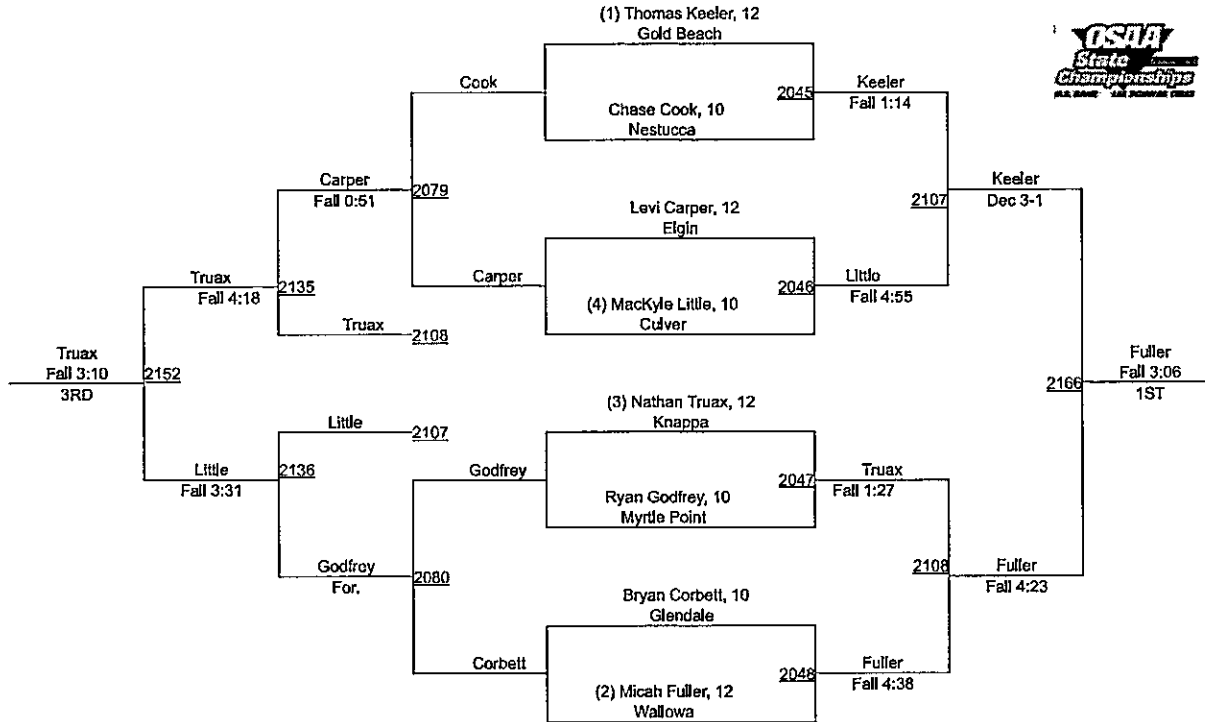 (1) Thomas Keeler, 12
Gold Beach
OSAA
State
Championships
Cook
2045
Keeler
Fall 1:14
Chase Cook, 10
Nestucca
Carper
Fall 0:51
2079
Keeler
Dec 3-1
2107
Levi Carper, 12
Elgin
Truax
Fall 4:18
2135
Carper
2046
Little
Fall 4:55
(4) MacKyle Little, 10
Culver
Truax
2108
Truax
Fall 3:10
3RD
2152
2166
Fuller
Fall 3:06
1ST
(3) Nathan Truax, 12
Knappa
Little
2107
Little
Fall 3:31
2136
Godfrey
2047
Truax
Fall 1:27
Ryan Godfrey, 10
Myrtle Point
Godfrey
For.
2080
2108
Fuller
Fall 4:23
Bryan Corbett, 10
Glendale
Corbett
2048
Fuller
Fall 4:38
(2) Micah Fuller, 12
Wallowa